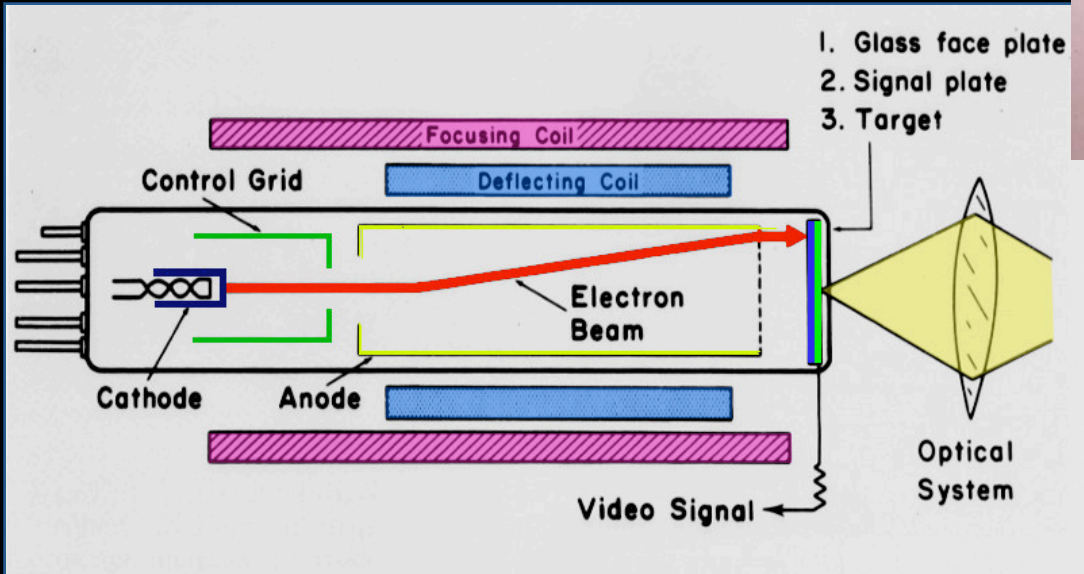 1. Glass face plate
2. Signal plate
3. Target
Focusing Coil
Control Grid
Deflecting Coil
Electron
Beam
Cathode
Anode
Optical
System
Video Signal